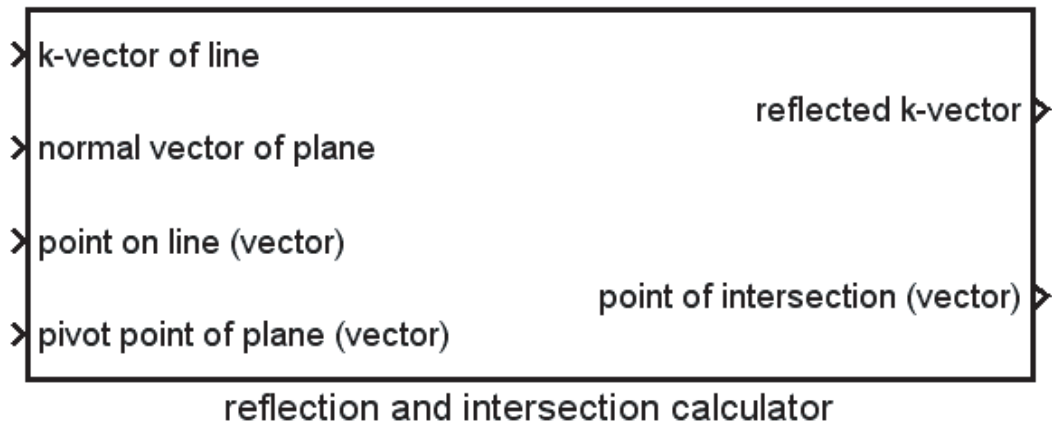 k-vector of line
normal vector of plane
point on line (vector)
pivot point of plane (vector)
reflected k-vector
point of intersection (vector)
reflection and intersection calculator